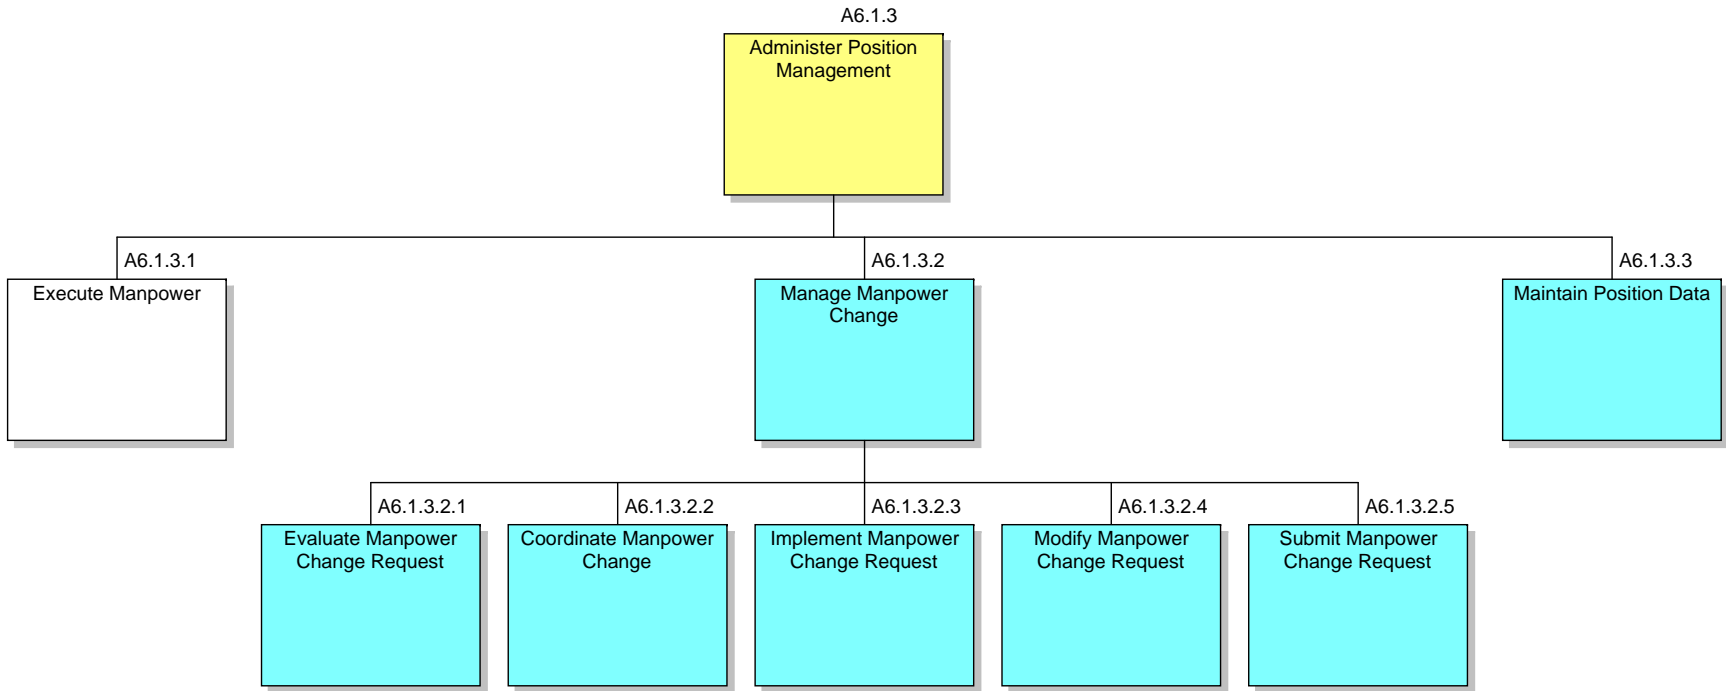 A6.1.3
Administer Position
Management
A6.1.3.1
Execute Manpower
A6.1.3.2
Manage Manpower
Change
A6.1.3.3
Maintain Position Data
A6.1.3.2.1
Evaluate Manpower
Change Request
A6.1.3.2.2
Coordinate Manpower
Change
A6.1.3.2.3
Implement Manpower
Change Request
A6.1.3.2.4
Modify Manpower
Change Request
A6.1.3.2.5
Submit Manpower
Change Request